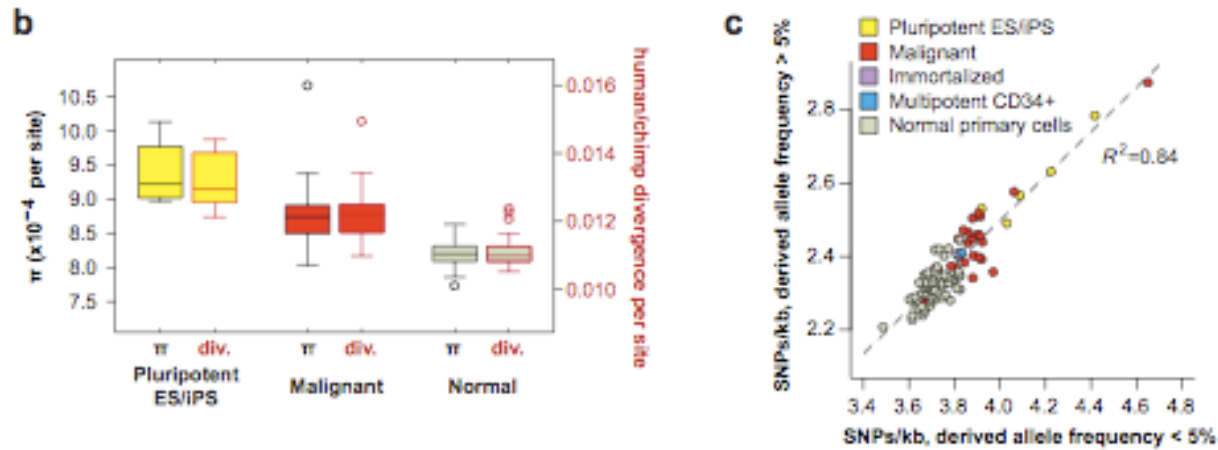 b
π (x10⁻⁴ per site)
10.5
10.0
9.5
9.0
8.5
8.0
7.5
human/chimp divergence per site
0.016
0.014
0.012
0.010
π div. π div. π div.
Pluripotent
ES/iPS
Malignant
Normal
c
SNPs/kb, derived allele frequency > 5%
Pluripotent ES/iPS
Malignant
Immortalized
Multipotent CD34+
Normal primary cells
2.8
2.6
2.4
2.2
R²=0.84
3.4 3.6 3.8 4.0 4.2 4.4 4.6 4.8
SNPs/kb, derived allele frequency < 5%